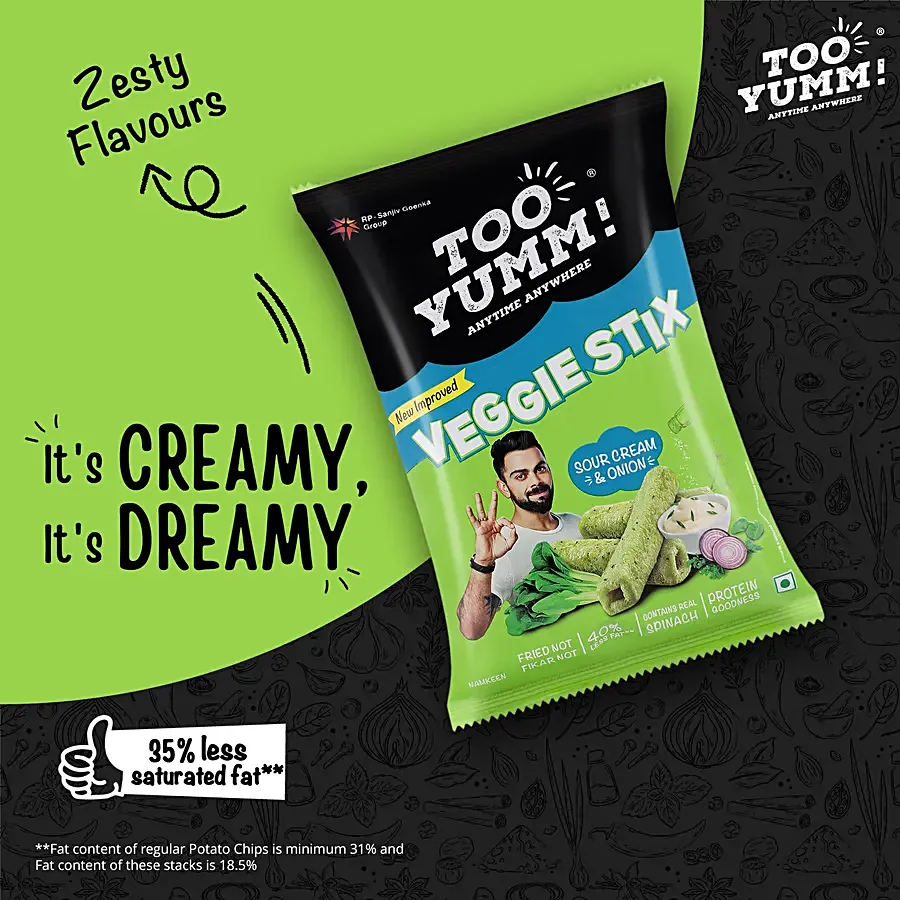 Zesty
Flavours
TOO
YUMM!
ANYTIME ANYWHERE
®
RP-Sanjiv Goenka
Group
TOO
YUMM!
ANYTIME ANYWHERE
®
New Improved
VEGGIE STIX
SOUR CREAM
& ONION
It's CREAMY,
It's DREAMY
FRIED NOT
FIKAR NOT
40%
LESS FAT**
CONTAINS REAL
SPINACH
PROTEIN
GOODNESS
NAMKEEN
35% less
saturated fat**
**Fat content of regular Potato Chips is minimum 31% and
Fat content of these stacks is 18.5%